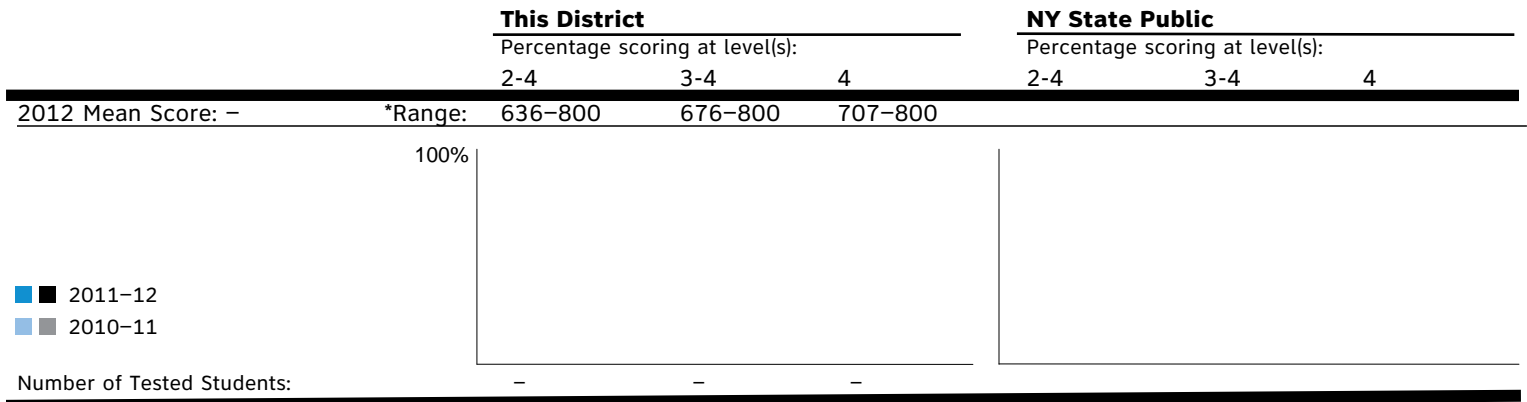 This District NY State Public
Percentage scoring at level(s): Percentage scoring at level(s):
2-4 3-4 4 2-4 3-4 4
2012 Mean Score: – *Range: 636–800 676–800 707–800
100%
2011–12
2010–11
Number of Tested Students: – – –